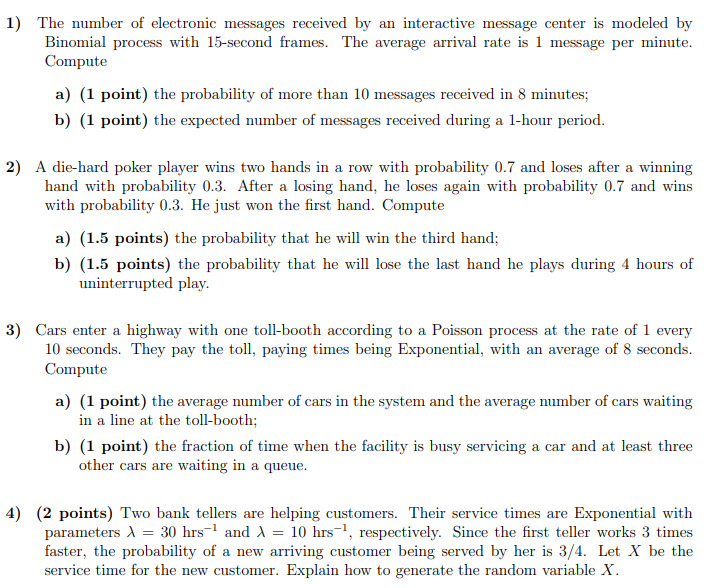 1) The number of electronic messages received by an interactive message center is modeled by
Binomial process with 15-second frames. The average arrival rate is 1 message per minute.
Compute
a) (1 point) the probability of more than 10 messages received in 8 minutes;
b) (1 point) the expected number of messages received during a 1-hour period.
2) A die-hard poker player wins two hands in a row with probability 0.7 and loses after a winning
hand with probability 0.3. After a losing hand, he loses again with probability 0.7 and wins
with probability 0.3. He just won the first hand. Compute
a) (1.5 points) the probability that he will win the third hand;
b) (1.5 points) the probability that he will lose the last hand he plays during 4 hours of
uninterrupted play.
3) Cars enter a highway with one toll-booth according to a Poisson process at the rate of 1 every
10 seconds. They pay the toll, paying times being Exponential, with an average of 8 seconds.
Compute
a) (1 point) the average number of cars in the system and the average number of cars waiting
in a line at the toll-booth;
b) (1 point) the fraction of time when the facility is busy servicing a car and at least three
other cars are waiting in a queue.
4) (2 points) Two bank tellers are helping customers. Their service times are Exponential with
parameters λ = 30 hrs⁻¹ and λ = 10 hrs⁻¹, respectively. Since the first teller works 3 times
faster, the probability of a new arriving customer being served by her is 3/4. Let X be the
service time for the new customer. Explain how to generate the random variable X.